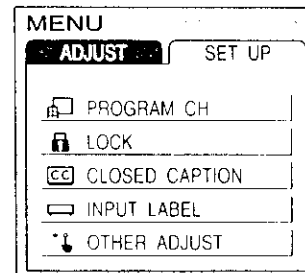 MENU
ADJUST SET UP
PROGRAM CH
LOCK
CC CLOSED CAPTION
INPUT LABEL
OTHER ADJUST